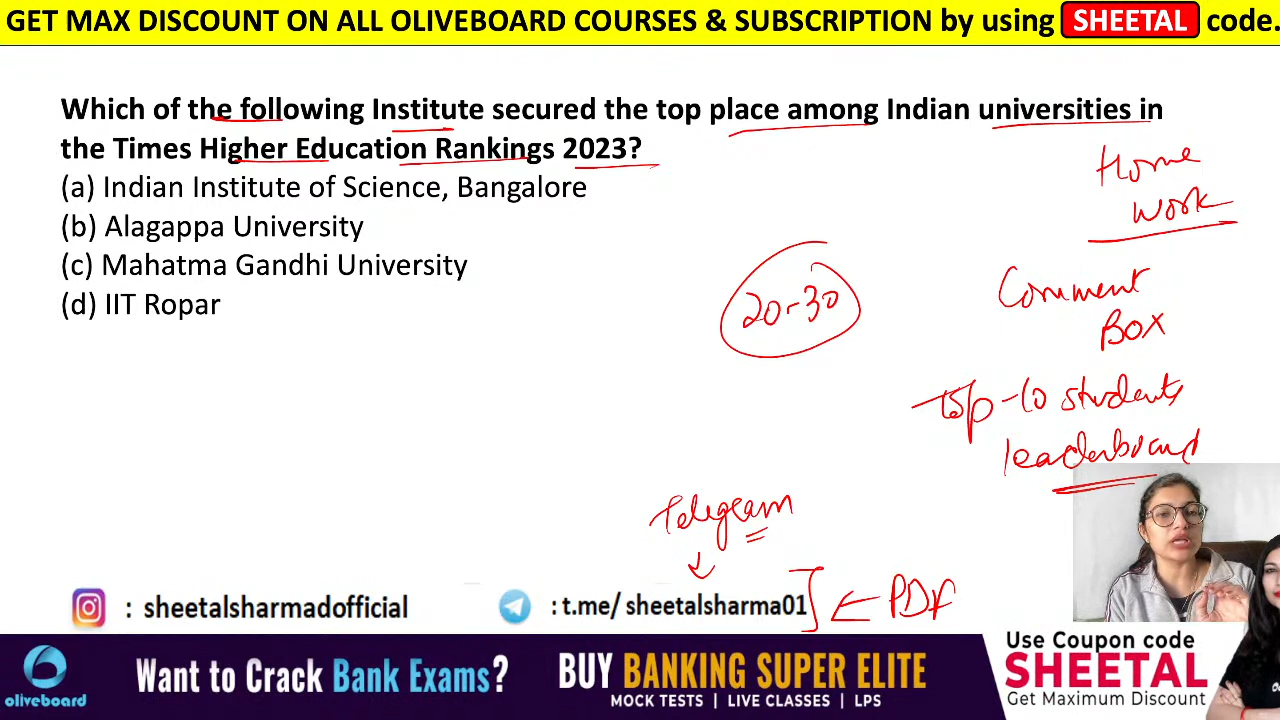 GET MAX DISCOUNT ON ALL OLIVEBOARD COURSES & SUBSCRIPTION by using SHEETAL code.
Which of the following Institute secured the top place among Indian universities in
the Times Higher Education Rankings 2023?
(a) Indian Institute of Science, Bangalore
(b) Alagappa University
(c) Mahatma Gandhi University
(d) IIT Ropar
Home
Work
20-30
Comment
Box
Top-10 students
leaderboard
Telegram
: sheetalsharmadofficial
: t.me/ sheetalsharma01
PDF
oliveboard
Want to Crack Bank Exams?
BUY BANKING SUPER ELITE
MOCK TESTS | LIVE CLASSES | LPS
Use Coupon code
SHEETAL
Get Maximum Discount